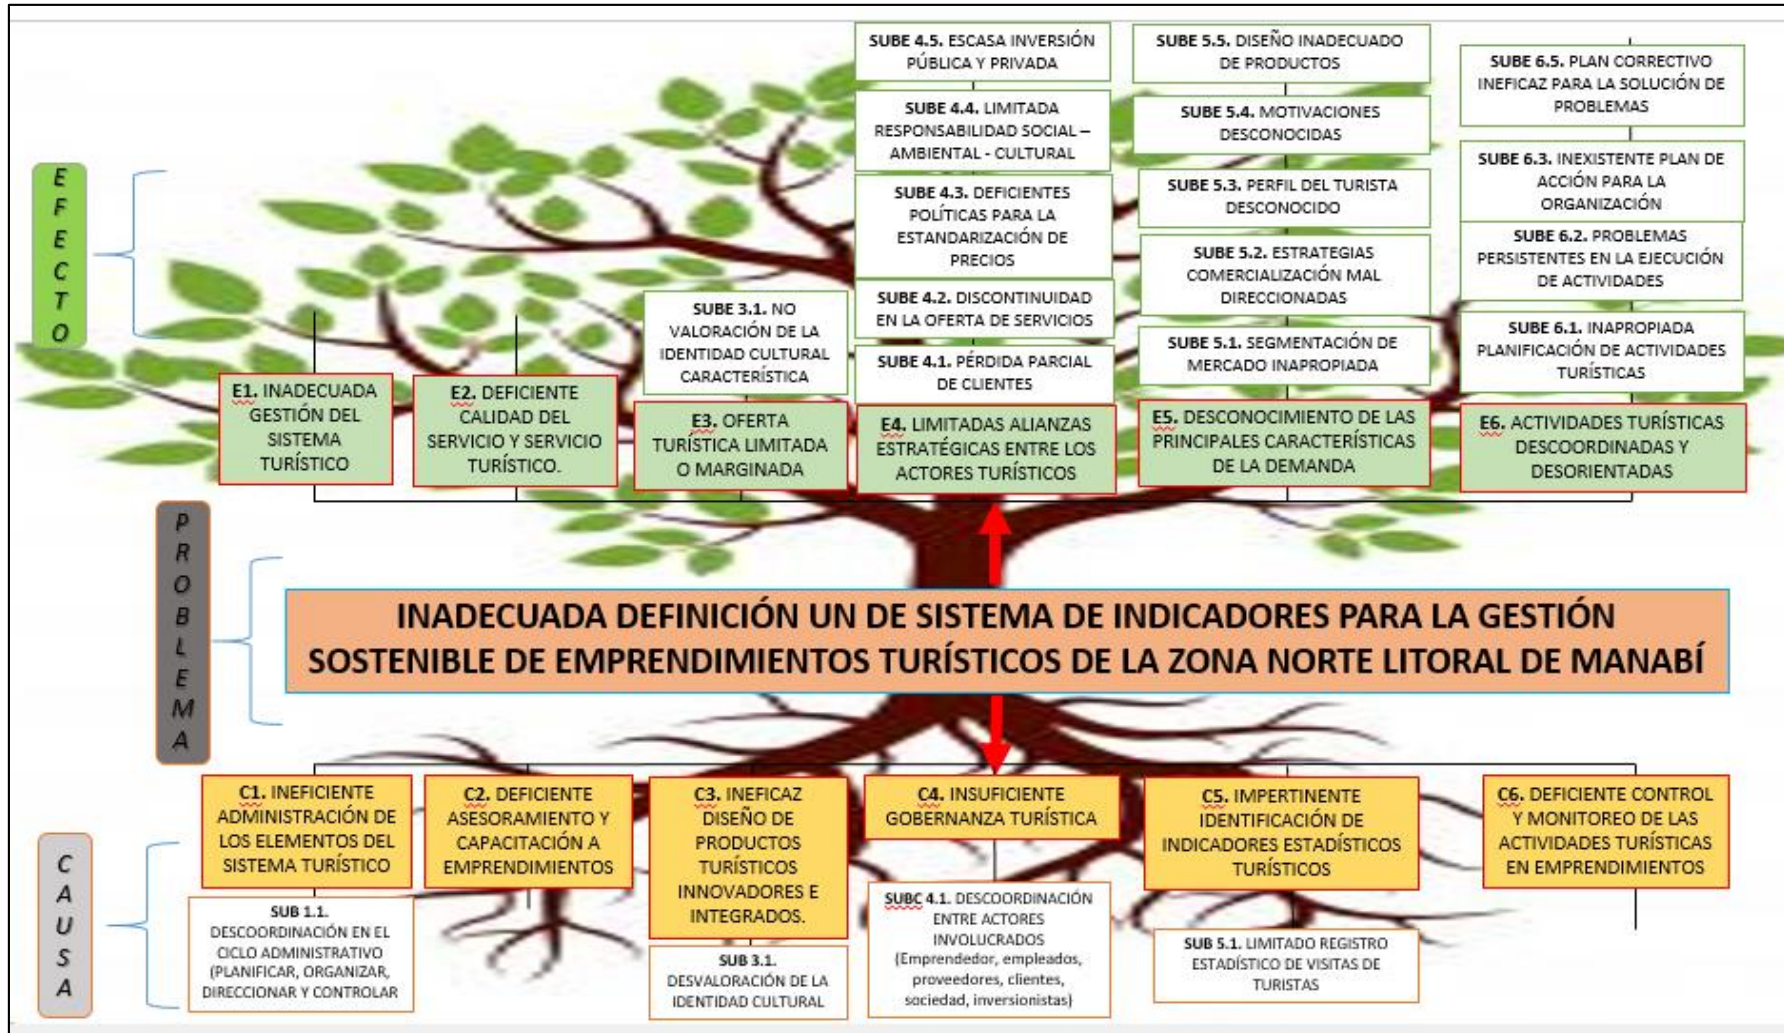 EFECTO
SUBE 4.5. ESCASA INVERSIÓN
PÚBLICA Y PRIVADA
SUBE 4.4. LIMITADA
RESPONSABILIDAD SOCIAL –
AMBIENTAL - CULTURAL
SUBE 4.3. DEFICIENTES
POLÍTICAS PARA LA
ESTANDARIZACIÓN DE
PRECIOS
SUBE 4.2. DISCONTINUIDAD
EN LA OFERTA DE SERVICIOS
SUBE 4.1. PÉRDIDA PARCIAL
DE CLIENTES
SUBE 5.5. DISEÑO INADECUADO
DE PRODUCTOS
SUBE 5.4. MOTIVACIONES
DESCONOCIDAS
SUBE 5.3. PERFIL DEL TURISTA
DESCONOCIDO
SUBE 5.2. ESTRATEGIAS
COMERCIALIZACIÓN MAL
DIRECCIONADAS
SUBE 5.1. SEGMENTACIÓN DE
MERCADO INAPROPIADA
SUBE 6.5. PLAN CORRECTIVO
INEFICAZ PARA LA SOLUCIÓN DE
PROBLEMAS
SUBE 6.3. INEXISTENTE PLAN DE
ACCIÓN PARA LA
ORGANIZACIÓN
SUBE 6.2. PROBLEMAS
PERSISTENTES EN LA EJECUCIÓN
DE ACTIVIDADES
SUBE 6.1. INAPROPIADA
PLANIFICACIÓN DE ACTIVIDADES
TURÍSTICAS
SUBE 3.1. NO
VALORACIÓN DE LA
IDENTIDAD CULTURAL
CARACTERÍSTICA
E1. INADECUADA
GESTIÓN DEL
SISTEMA
TURÍSTICO
E2. DEFICIENTE
CALIDAD DEL
SERVICIO Y SERVICIO
TURÍSTICO.
E3. OFERTA
TURÍSTICA LIMITADA
O MARGINADA
E4. LIMITADAS ALIANZAS
ESTRATÉGICAS ENTRE LOS
ACTORES TURÍSTICOS
E5. DESCONOCIMIENTO DE LAS
PRINCIPALES CARACTERÍSTICAS
DE LA DEMANDA
E6. ACTIVIDADES TURÍSTICAS
DESCOORDINADAS Y
DESORIENTADAS
PROBLEMA
INADECUADA DEFINICIÓN UN DE SISTEMA DE INDICADORES PARA LA GESTIÓN
SOSTENIBLE DE EMPRENDIMIENTOS TURÍSTICOS DE LA ZONA NORTE LITORAL DE MANABÍ
CAUSA
C1. INEFICIENTE
ADMINISTRACIÓN DE
LOS ELEMENTOS DEL
SISTEMA TURÍSTICO
C2. DEFICIENTE
ASESORAMIENTO Y
CAPACITACIÓN A
EMPRENDIMIENTOS
C3. INEFICAZ
DISEÑO DE
PRODUCTOS
TURÍSTICOS
INNOVADORES E
INTEGRADOS.
C4. INSUFICIENTE
GOBERNANZA TURÍSTICA
C5. IMPERTINENTE
IDENTIFICACIÓN DE
INDICADORES ESTADÍSTICOS
TURÍSTICOS
C6. DEFICIENTE CONTROL
Y MONITOREO DE LAS
ACTIVIDADES TURÍSTICAS
EN EMPRENDIMIENTOS
SUB 1.1.
DESCOORDINACIÓN EN EL
CICLO ADMINISTRATIVO
(PLANIFICAR, ORGANIZAR,
DIRECCIONAR Y CONTROLAR
SUB 3.1.
DESVALORACIÓN DE LA
IDENTIDAD CULTURAL
SUBC 4.1. DESCOORDINACIÓN
ENTRE ACTORES
INVOLUCRADOS
(Emprendedor, empleados,
proveedores, clientes,
sociedad, inversionistas)
SUB 5.1. LIMITADO REGISTRO
ESTADÍSTICO DE VISITAS DE
TURISTAS